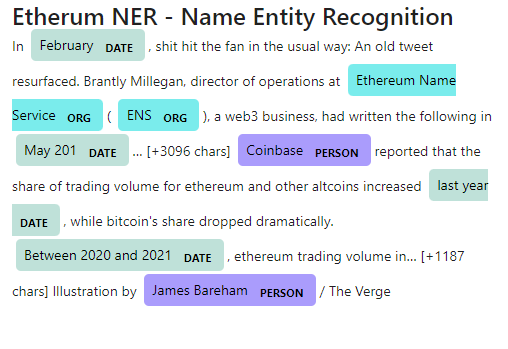 Etherum NER - Name Entity Recognition
In February DATE , shit hit the fan in the usual way: An old tweet
resurfaced. Brantly Millegan, director of operations at Ethereum Name
Service ORG ( ENS ORG ), a web3 business, had written the following in
May 201 DATE ... [+3096 chars] Coinbase PERSON reported that the
share of trading volume for ethereum and other altcoins increased last year
DATE , while bitcoin's share dropped dramatically.
Between 2020 and 2021 DATE , ethereum trading volume in... [+1187
chars] Illustration by James Bareham PERSON / The Verge